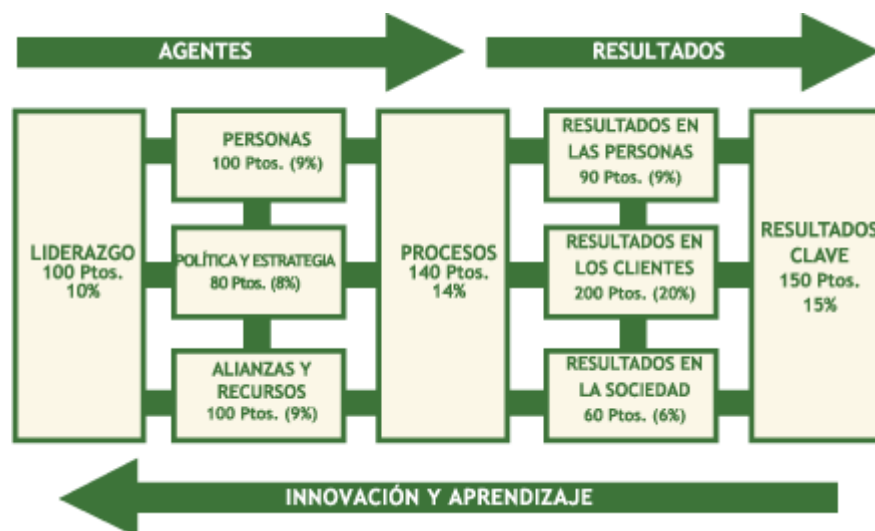 AGENTES
RESULTADOS
LIDERAZGO
100 Ptos.
10%
PERSONAS
100 Ptos. (9%)
POLÍTICA Y ESTRATEGIA
80 Ptos. (8%)
ALIANZAS Y
RECURSOS
100 Ptos. (9%)
PROCESOS
140 Ptos.
14%
RESULTADOS EN
LAS PERSONAS
90 Ptos. (9%)
RESULTADOS EN
LOS CLIENTES
200 Ptos. (20%)
RESULTADOS EN
LA SOCIEDAD
60 Ptos. (6%)
RESULTADOS
CLAVE
150 Ptos.
15%
INNOVACIÓN Y APRENDIZAJE